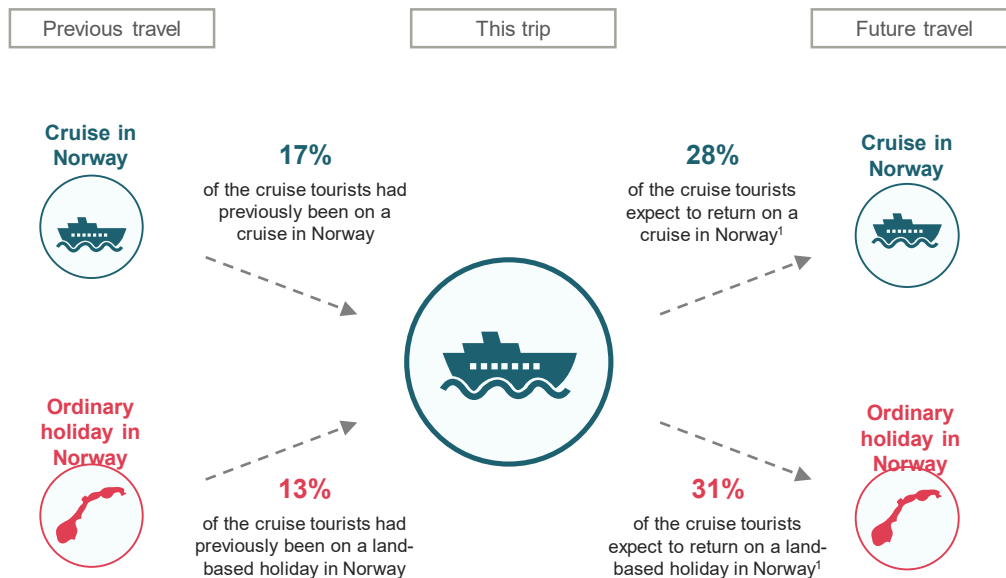 Previous travel
This trip
Future travel
Cruise in
Norway
17%
of the cruise tourists had
previously been on a
cruise in Norway
28%
of the cruise tourists
expect to return on a
cruise in Norway¹
Cruise in
Norway
Ordinary
holiday in
Norway
13%
of the cruise tourists had
previously been on a land-
based holiday in Norway
31%
of the cruise tourists
expect to return on a land-
based holiday in Norway¹
Ordinary
holiday in
Norway